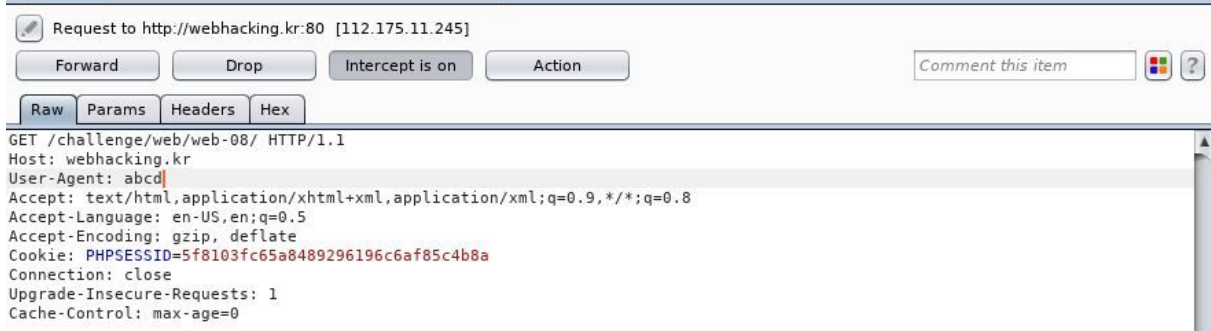 Request to http://webhacking.kr:80 [112.175.11.245]
Forward Drop Intercept is on Action Comment this item ?
Raw Params Headers Hex
GET /challenge/web/web-08/ HTTP/1.1
Host: webhacking.kr
User-Agent: abcd
Accept: text/html,application/xhtml+xml,application/xml;q=0.9,*/*;q=0.8
Accept-Language: en-US,en;q=0.5
Accept-Encoding: gzip, deflate
Cookie: PHPSESSID=5f8103fc65a8489296196c6af85c4b8a
Connection: close
Upgrade-Insecure-Requests: 1
Cache-Control: max-age=0